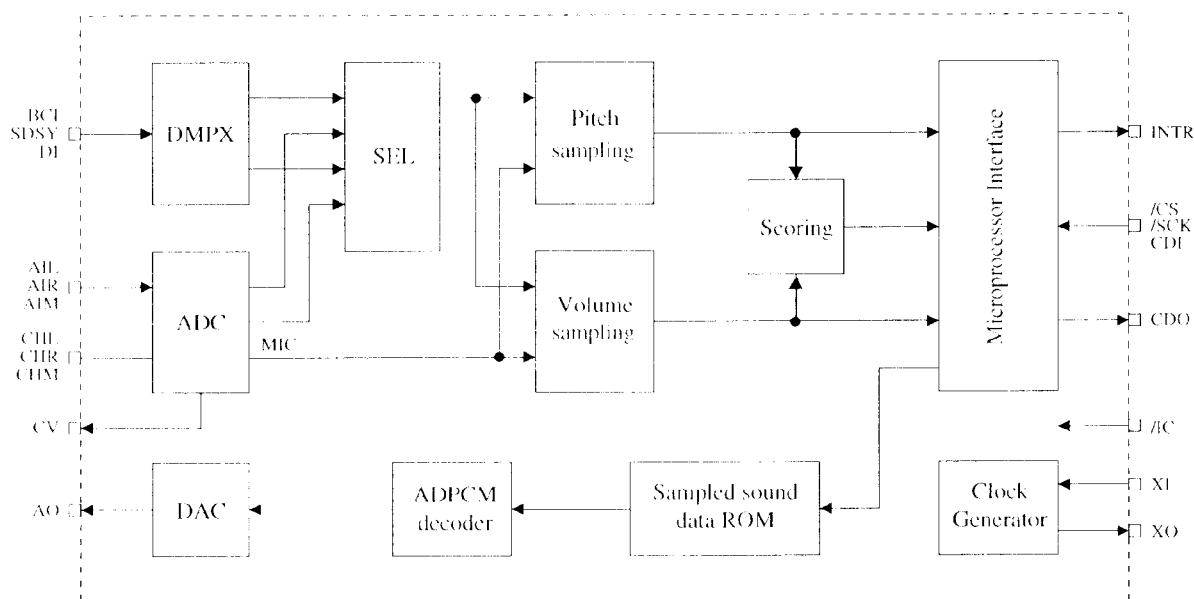 BCI
SDSY
DI
DMPX
SEL
Pitch
sampling
Microprocessor Interface
INTR
Scoring
/CS
/SCK
CDI
AIL
AIR
AIM
ADC
CHL
CHR
CHM
MIC
Volume
sampling
CDO
CV
/IC
AO
DAC
ADPCM
decoder
Sampled sound
data ROM
Clock
Generator
XI
XO